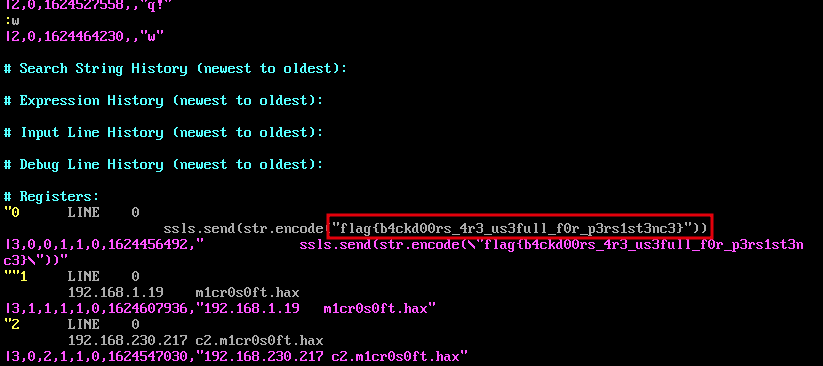 |2,0,1624527558,,"q!"
:w
|2,0,1624464230,,"w"
# Search String History (newest to oldest):
# Expression History (newest to oldest):
# Input Line History (newest to oldest):
# Debug Line History (newest to oldest):
# Registers:
"0 LINE 0
ssls.send(str.encode("flag{b4ckd00rs_4r3_us3full_f0r_p3rs1st3nc3}"))
|3,0,0,1,1,0,1624456492," ssls.send(str.encode(\"flag{b4ckd00rs_4r3_us3full_f0r_p3rs1st3n
c3}\"))"
""1 LINE 0
192.168.1.19 m1cr0s0ft.hax
|3,1,1,1,1,0,1624607936,"192.168.1.19 m1cr0s0ft.hax"
"2 LINE 0
192.168.230.217 c2.m1cr0s0ft.hax
|3,0,2,1,1,0,1624547030,"192.168.230.217 c2.m1cr0s0ft.hax"